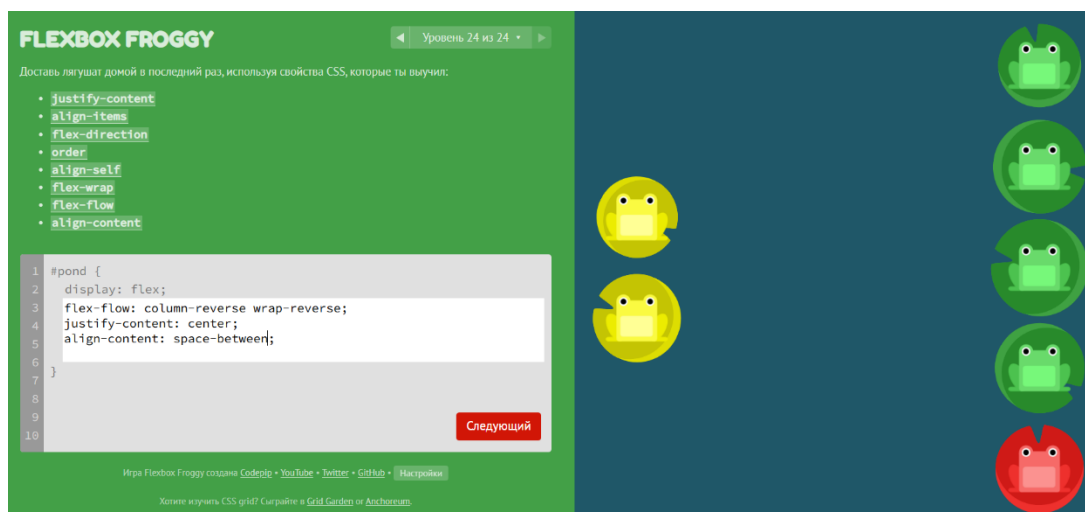 FLEXBOX FROGGY
◀ Уровень 24 из 24 ▾ ▶
Доставь лягушат домой в последний раз, используя свойства CSS, которые ты выучил:
• justify-content
• align-items
• flex-direction
• order
• align-self
• flex-wrap
• flex-flow
• align-content
1 #pond {
2 display: flex;
3 flex-flow: column-reverse wrap-reverse;
4 justify-content: center;
5 align-content: space-between;
6
7 }
8
9
10
Следующий
Игра Flexbox Froggy создана Codepip • YouTube • Twitter • GitHub • Настройки
Хотите изучить CSS grid? Сыграйте в Grid Garden or Anchoreum.